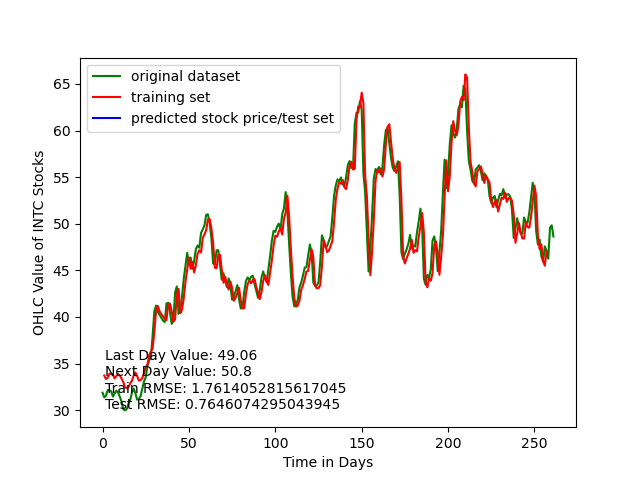 original dataset
training set
predicted stock price/test set
OHLC Value of INTC Stocks
65
60
55
50
45
40
35
30
Last Day Value: 49.06
Next Day Value: 50.8
Train RMSE: 1.7614052815617045
Test RMSE: 0.7646074295043945
0
50
100
150
200
250
Time in Days